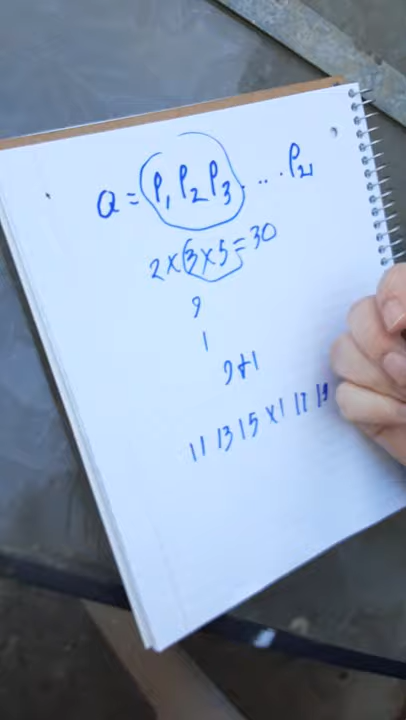 Q = P₁ P₂ P₃ .... P₂₁
2×3×5=30
9
1
9+1
11 13 15 × 1 17 19